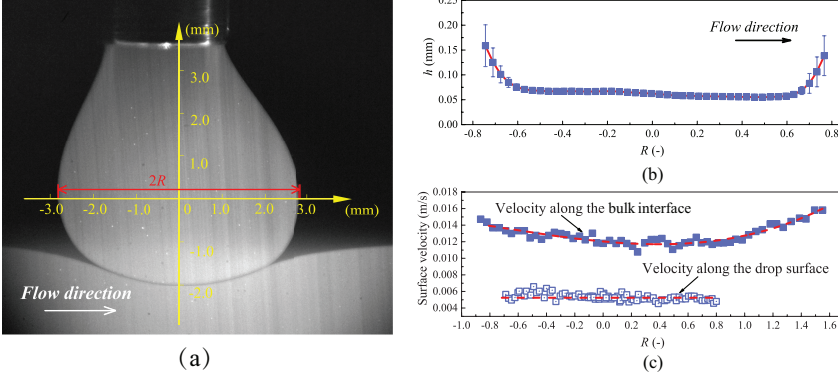 (mm)
3.0
2.0
1.0
2R
-3.0 -2.0 -1.0 0 1.0 2.0 3.0 (mm)
-1.0
-2.0
Flow direction
(a)
0.25
0.20
0.15
0.10
0.05
0.00
h (mm)
Flow direction
-0.8 -0.6 -0.4 -0.2 0.0 0.2 0.4 0.6 0.8
R (-)
(b)
0.018
0.016
0.014
0.012
0.010
0.008
0.006
0.004
Surface velocity (m/s)
Velocity along the bulk interface
Velocity along the drop surface
-1.0 -0.8 -0.6 -0.4 -0.2 0.0 0.2 0.4 0.6 0.8 1.0 1.2 1.4 1.6
R (-)
(c)